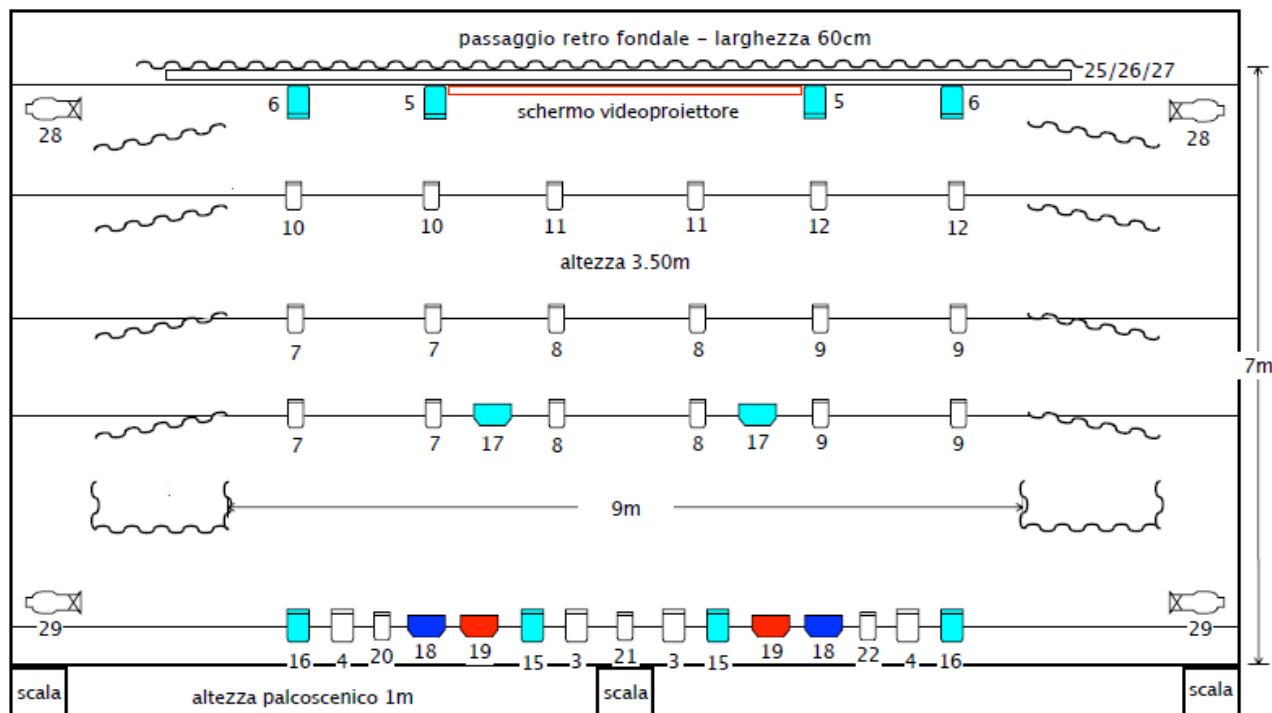 passaggio retro fondale – larghezza 60cm
25/26/27
6 5 5 6
schermo videoproiettore
28 28
10 10 11 11 12 12
altezza 3.50m
7 7 8 8 9 9
7m
7 7 17 8 8 17 9 9
9m
29 29
16 4 20 18 19 15 3 21 3 15 19 18 22 4 16
scala altezza palcoscenico 1m scala scala